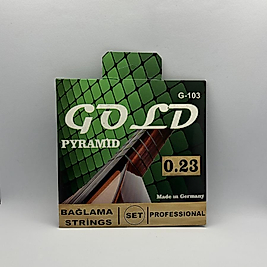 G-103
GOLD
PYRAMID
0.23
Made in Germany
BAĞLAMA
STRINGS
SET
PROFESSIONAL